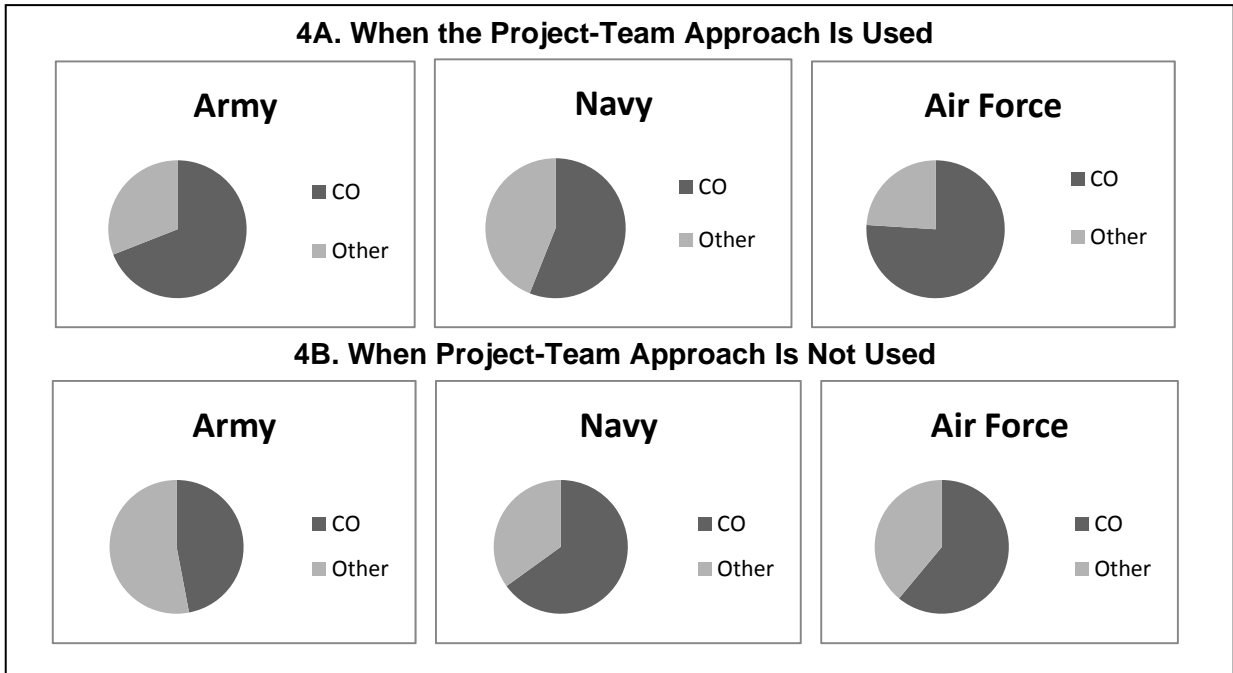 4A. When the Project-Team Approach Is Used
Army
CO
Other
Navy
CO
Other
Air Force
CO
Other
4B. When Project-Team Approach Is Not Used
Army
CO
Other
Navy
CO
Other
Air Force
CO
Other